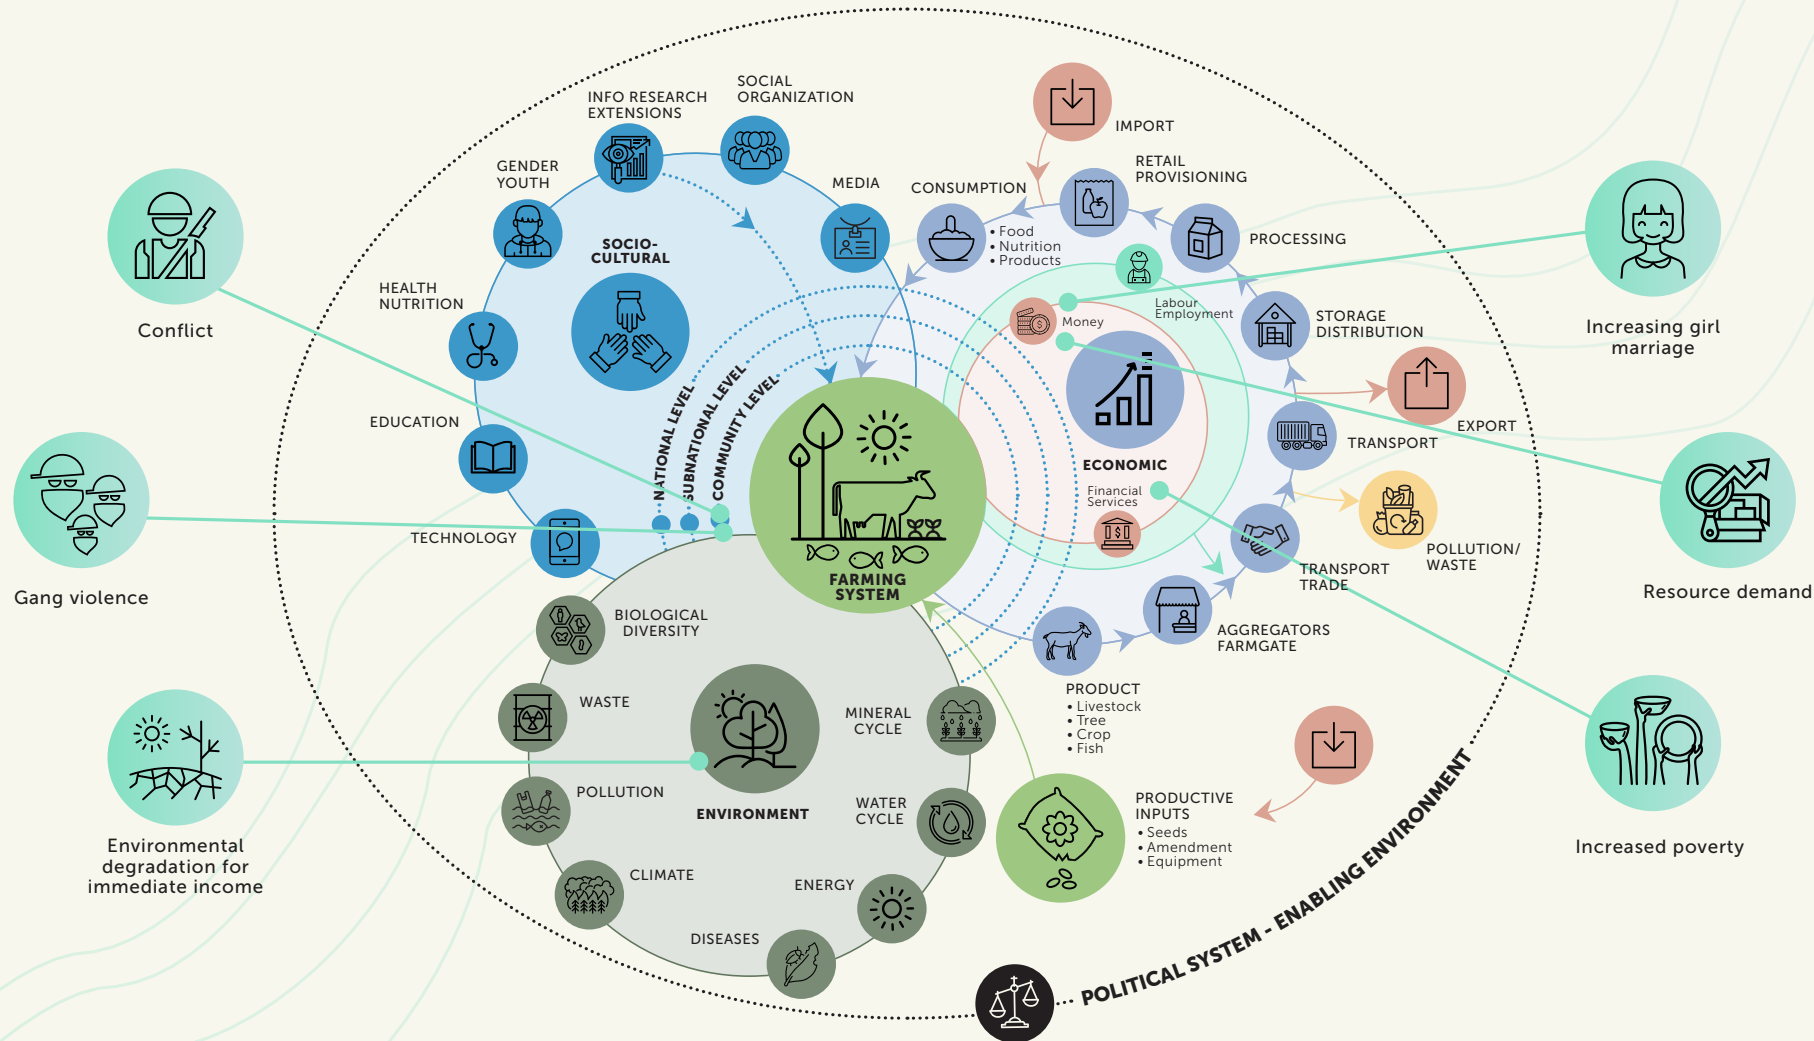 INFO RESEARCH
EXTENSIONS
SOCIAL
ORGANIZATION
GENDER
YOUTH
MEDIA
SOCIO-
CULTURAL
HEALTH
NUTRITION
EDUCATION
TECHNOLOGY
NATIONAL LEVEL
SUBNATIONAL LEVEL
COMMUNITY LEVEL
IMPORT
RETAIL
PROVISIONING
CONSUMPTION
• Food
• Nutrition
• Products
PROCESSING
Labour
Employment
Money
STORAGE
DISTRIBUTION
EXPORT
TRANSPORT
ECONOMIC
Financial
Services
POLLUTION/
WASTE
TRANSPORT
TRADE
AGGREGATORS
FARMGATE
PRODUCT
• Livestock
• Tree
• Crop
• Fish
FARMING
SYSTEM
BIOLOGICAL
DIVERSITY
WASTE
MINERAL
CYCLE
POLLUTION
ENVIRONMENT
WATER
CYCLE
CLIMATE
ENERGY
DISEASES
PRODUCTIVE
INPUTS
• Seeds
• Amendment
• Equipment
POLITICAL SYSTEM - ENABLING ENVIRONMENT
Conflict
Gang violence
Environmental
degradation for
immediate income
Increasing girl
marriage
Resource demand
Increased poverty